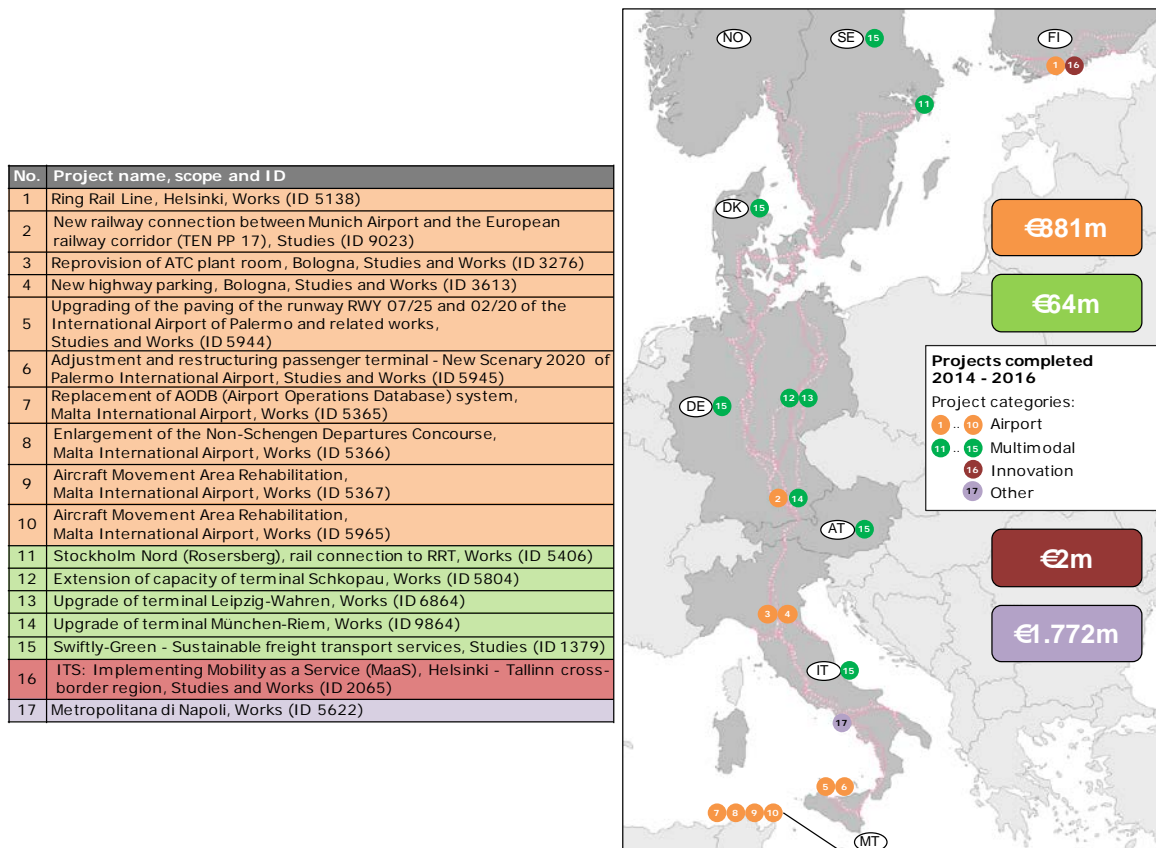 No. Project name, scope and ID
1 Ring Rail Line, Helsinki, Works (ID 5138)
2 New railway connection between Munich Airport and the European
railway corridor (TEN PP 17), Studies (ID 9023)
3 Reprovision of ATC plant room, Bologna, Studies and Works (ID 3276)
4 New highway parking, Bologna, Studies and Works (ID 3613)
5 Upgrading of the paving of the runway RWY 07/25 and 02/20 of the
International Airport of Palermo and related works,
Studies and Works (ID 5944)
6 Adjustment and restructuring passenger terminal - New Scenary 2020 of
Palermo International Airport, Studies and Works (ID 5945)
7 Replacement of AODB (Airport Operations Database) system,
Malta International Airport, Works (ID 5365)
8 Enlargement of the Non-Schengen Departures Concourse,
Malta International Airport, Works (ID 5366)
9 Aircraft Movement Area Rehabilitation,
Malta International Airport, Works (ID 5367)
10 Aircraft Movement Area Rehabilitation,
Malta International Airport, Works (ID 5965)
11 Stockholm Nord (Rosersberg), rail connection to RRT, Works (ID 5406)
12 Extension of capacity of terminal Schkopau, Works (ID 5804)
13 Upgrade of terminal Leipzig-Wahren, Works (ID 6864)
14 Upgrade of terminal München-Riem, Works (ID 9864)
15 Swiftly-Green - Sustainable freight transport services, Studies (ID 1379)
16 ITS: Implementing Mobility as a Service (MaaS), Helsinki - Tallinn cross-
border region, Studies and Works (ID 2065)
17 Metropolitana di Napoli, Works (ID 5622)
NO
SE 15
FI
1 16
11
DK 15
€881m
€64m
Projects completed
2014 - 2016
Project categories:
1 .. 10 Airport
11 .. 15 Multimodal
16 Innovation
17 Other
12 13
DE 15
2 14
AT 15
€2m
€1.772m
3 4
IT 15
17
5 6
7 8 9 10
MT